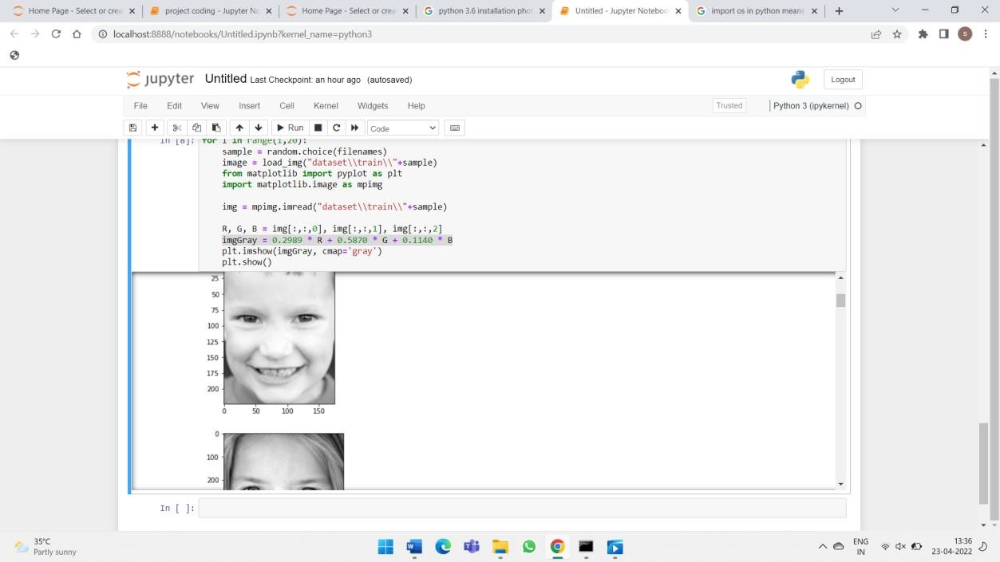 Home Page - Select or crea
project coding - Jupyter No
Home Page - Select or crea
python 3.6 installation pho
Untitled - Jupyter Noteboo
import os in python means
localhost:8888/notebooks/Untitled.ipynb?kernel_name=python3
S
jupyter Untitled Last Checkpoint: an hour ago (autosaved)
Logout
File Edit View Insert Cell Kernel Widgets Help
Trusted
Python 3 (ipykernel)
Run
Code
In [8]: for i in range(1,20):
sample = random.choice(filenames)
image = load_img("dataset\\train\\"+sample)
from matplotlib import pyplot as plt
import matplotlib.image as mpimg
img = mpimg.imread("dataset\\train\\"+sample)
R, G, B = img[:,:,0], img[:,:,1], img[:,:,2]
imgGray = 0.2989 * R + 0.5870 * G + 0.1140 * B
plt.imshow(imgGray, cmap='gray')
plt.show()
25
50
75
100
125
150
175
200
0 50 100 150
0
100
200
In [ ]:
35°C
Partly sunny
ENG
IN
13:36
23-04-2022